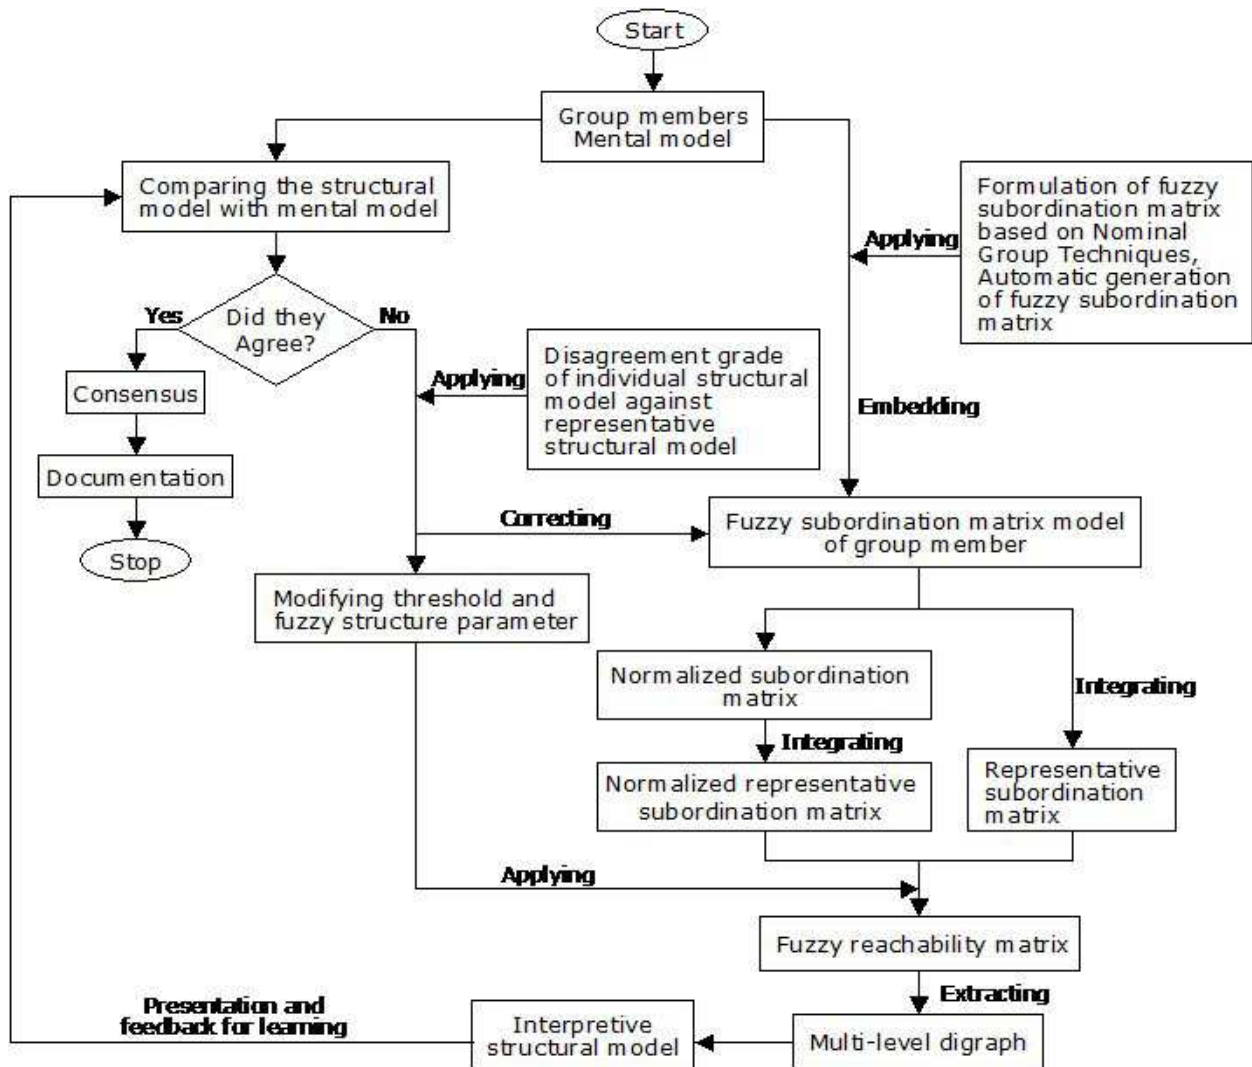 Start
Group members
Mental model
Comparing the structural
model with mental model
Formulation of fuzzy
subordination matrix
based on Nominal
Group Techniques,
Automatic generation
of fuzzy subordination
matrix
Applying
Yes
Did they
Agree?
No
Applying
Disagreement grade
of individual structural
model against
representative
structural model
Embedding
Consensus
Documentation
Stop
Correcting
Fuzzy subordination matrix model
of group member
Modifying threshold and
fuzzy structure parameter
Normalized subordination
matrix
Integrating
Integrating
Normalized representative
subordination matrix
Representative
subordination
matrix
Applying
Fuzzy reachability matrix
Extracting
Presentation and
feedback for learning
Interpretive
structural model
Multi-level digraph